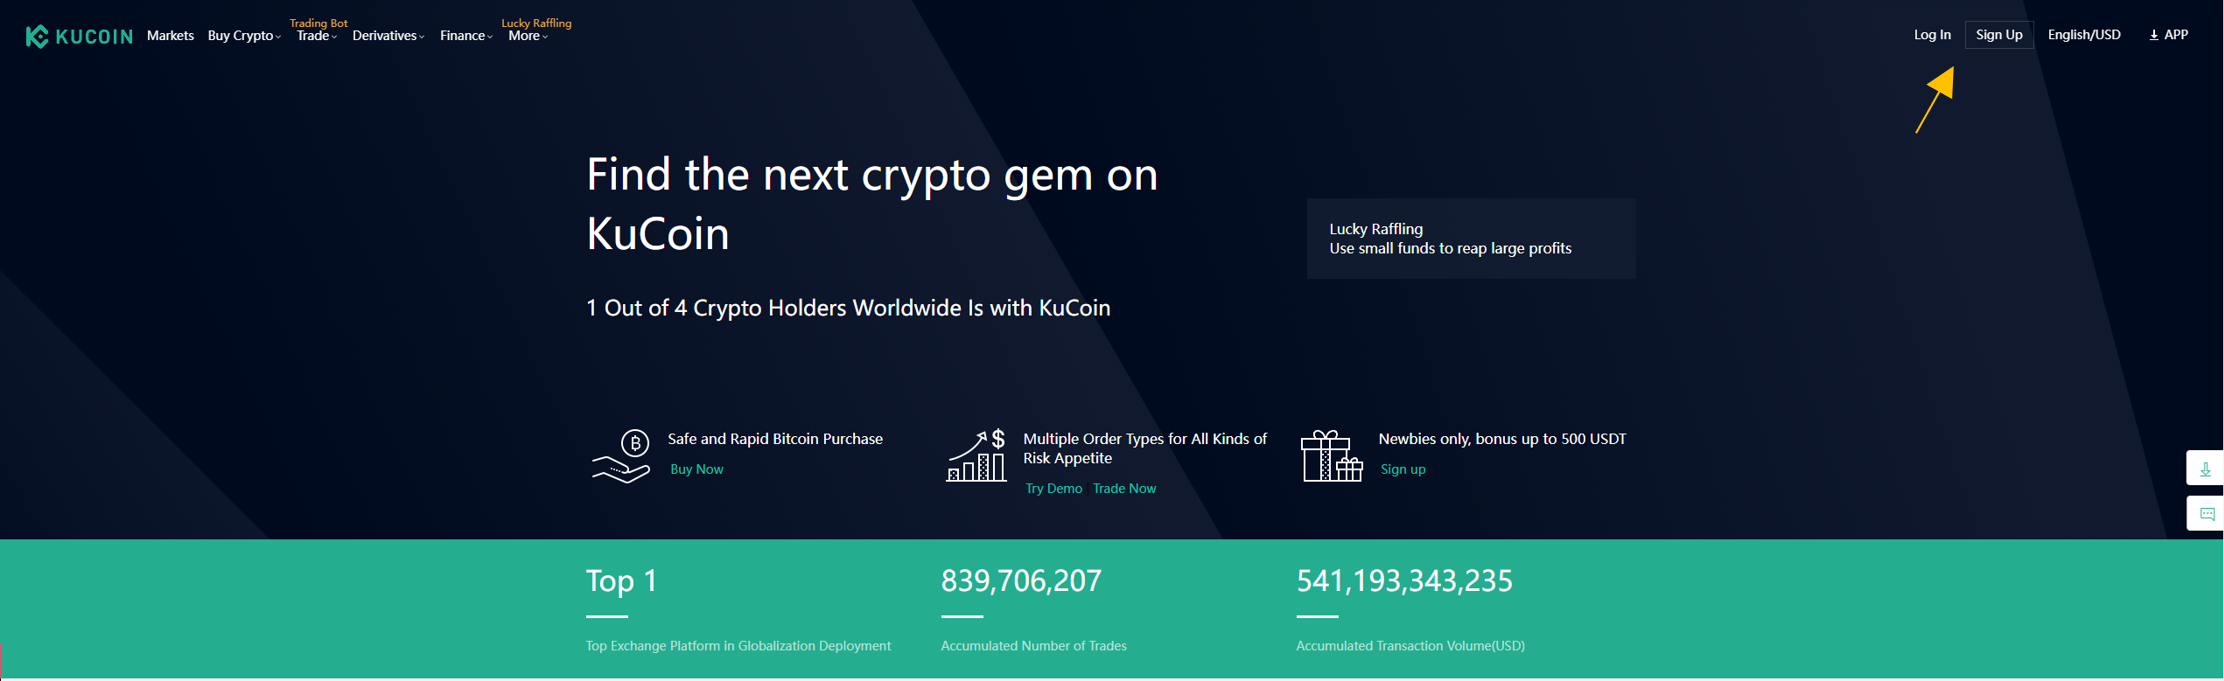 KUCOIN
Markets
Buy Crypto
Trading Bot
Trade
Derivatives
Finance
Lucky Raffling
More
Log In
Sign Up
English/USD
APP
Find the next crypto gem on
KuCoin
1 Out of 4 Crypto Holders Worldwide Is with KuCoin
Lucky Raffling
Use small funds to reap large profits
Safe and Rapid Bitcoin Purchase
Buy Now
Multiple Order Types for All Kinds of
Risk Appetite
Try Demo | Trade Now
Newbies only, bonus up to 500 USDT
Sign up
Top 1
Top Exchange Platform in Globalization Deployment
839,706,207
Accumulated Number of Trades
541,193,343,235
Accumulated Transaction Volume(USD)